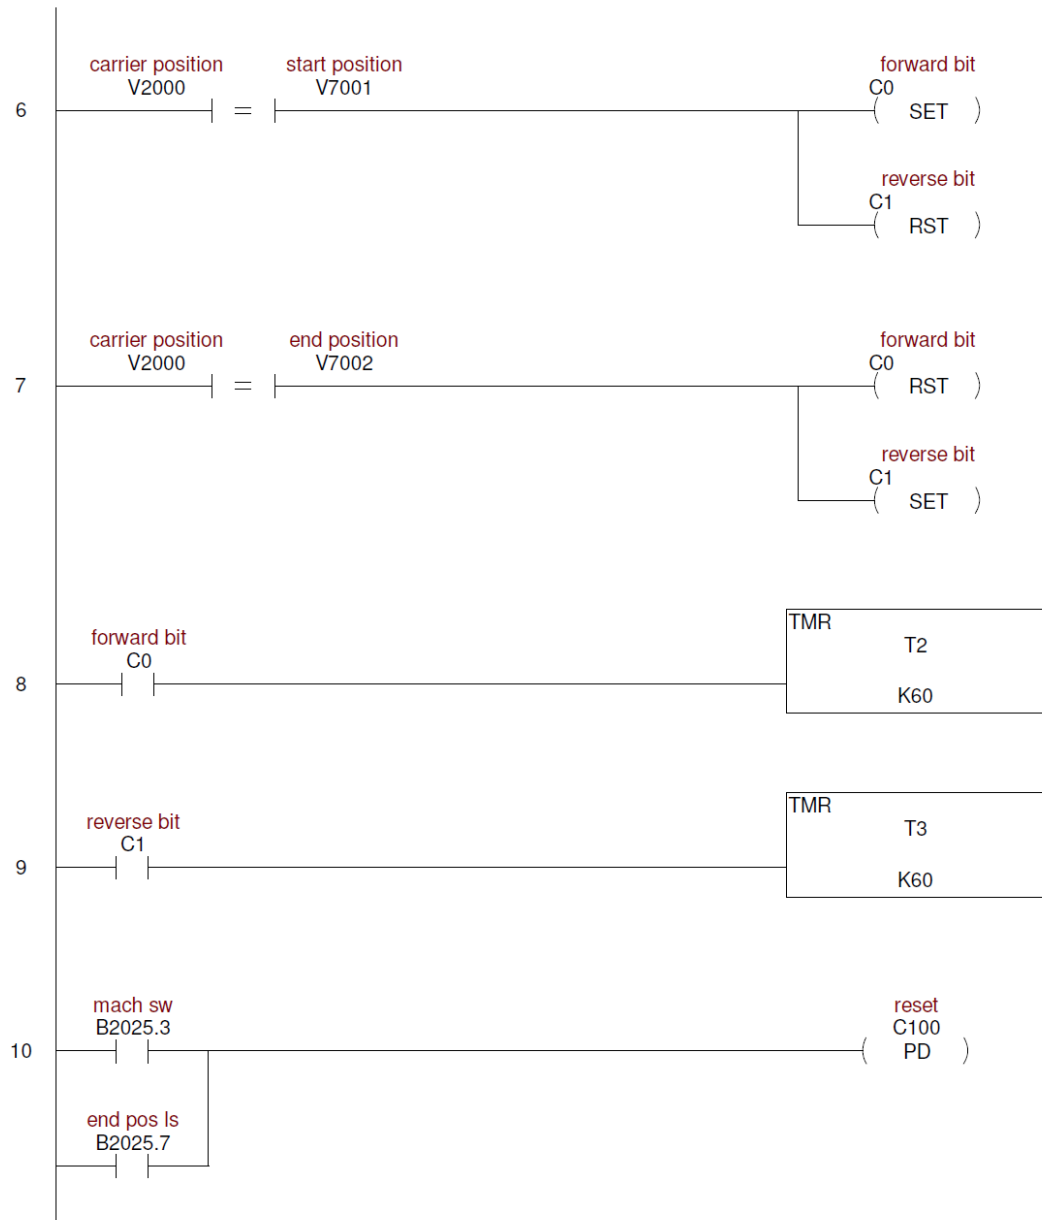 carrier position start position forward bit
V2000 V7001 C0
6 = SET
reverse bit
C1
RST
carrier position end position forward bit
V2000 V7002 C0
7 = RST
reverse bit
C1
SET
TMR
forward bit T2
C0
8 K60
TMR
reverse bit T3
C1
9 K60
mach sw reset
B2025.3 C100
10 PD
end pos ls
B2025.7